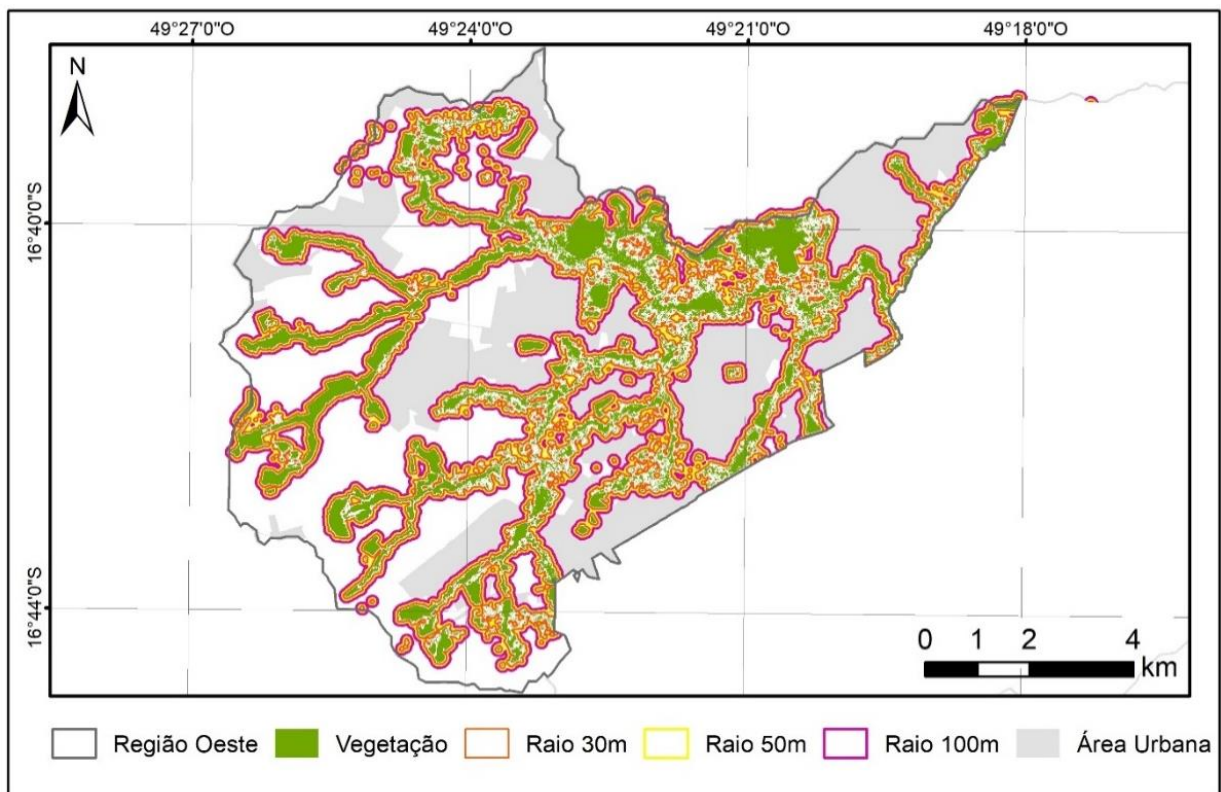 49°27'0"O 49°24'0"O 49°21'0"O 49°18'0"O
N
16°40'0"S
16°44'0"S
0 1 2 4
km
Região Oeste Vegetação Raio 30m Raio 50m Raio 100m Área Urbana